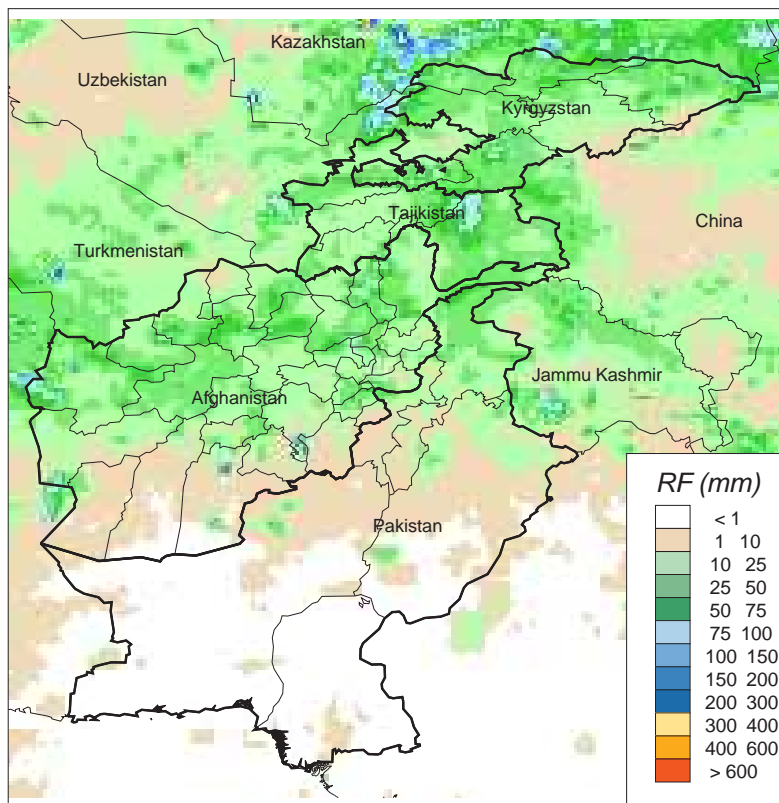 Kazakhstan
Uzbekistan
Kyrgyzstan
Tajikistan
China
Turkmenistan
Jammu Kashmir
Afghanistan
Pakistan
RF (mm)
< 1
1 10
10 25
25 50
50 75
75 100
100 150
150 200
200 300
300 400
400 600
> 600